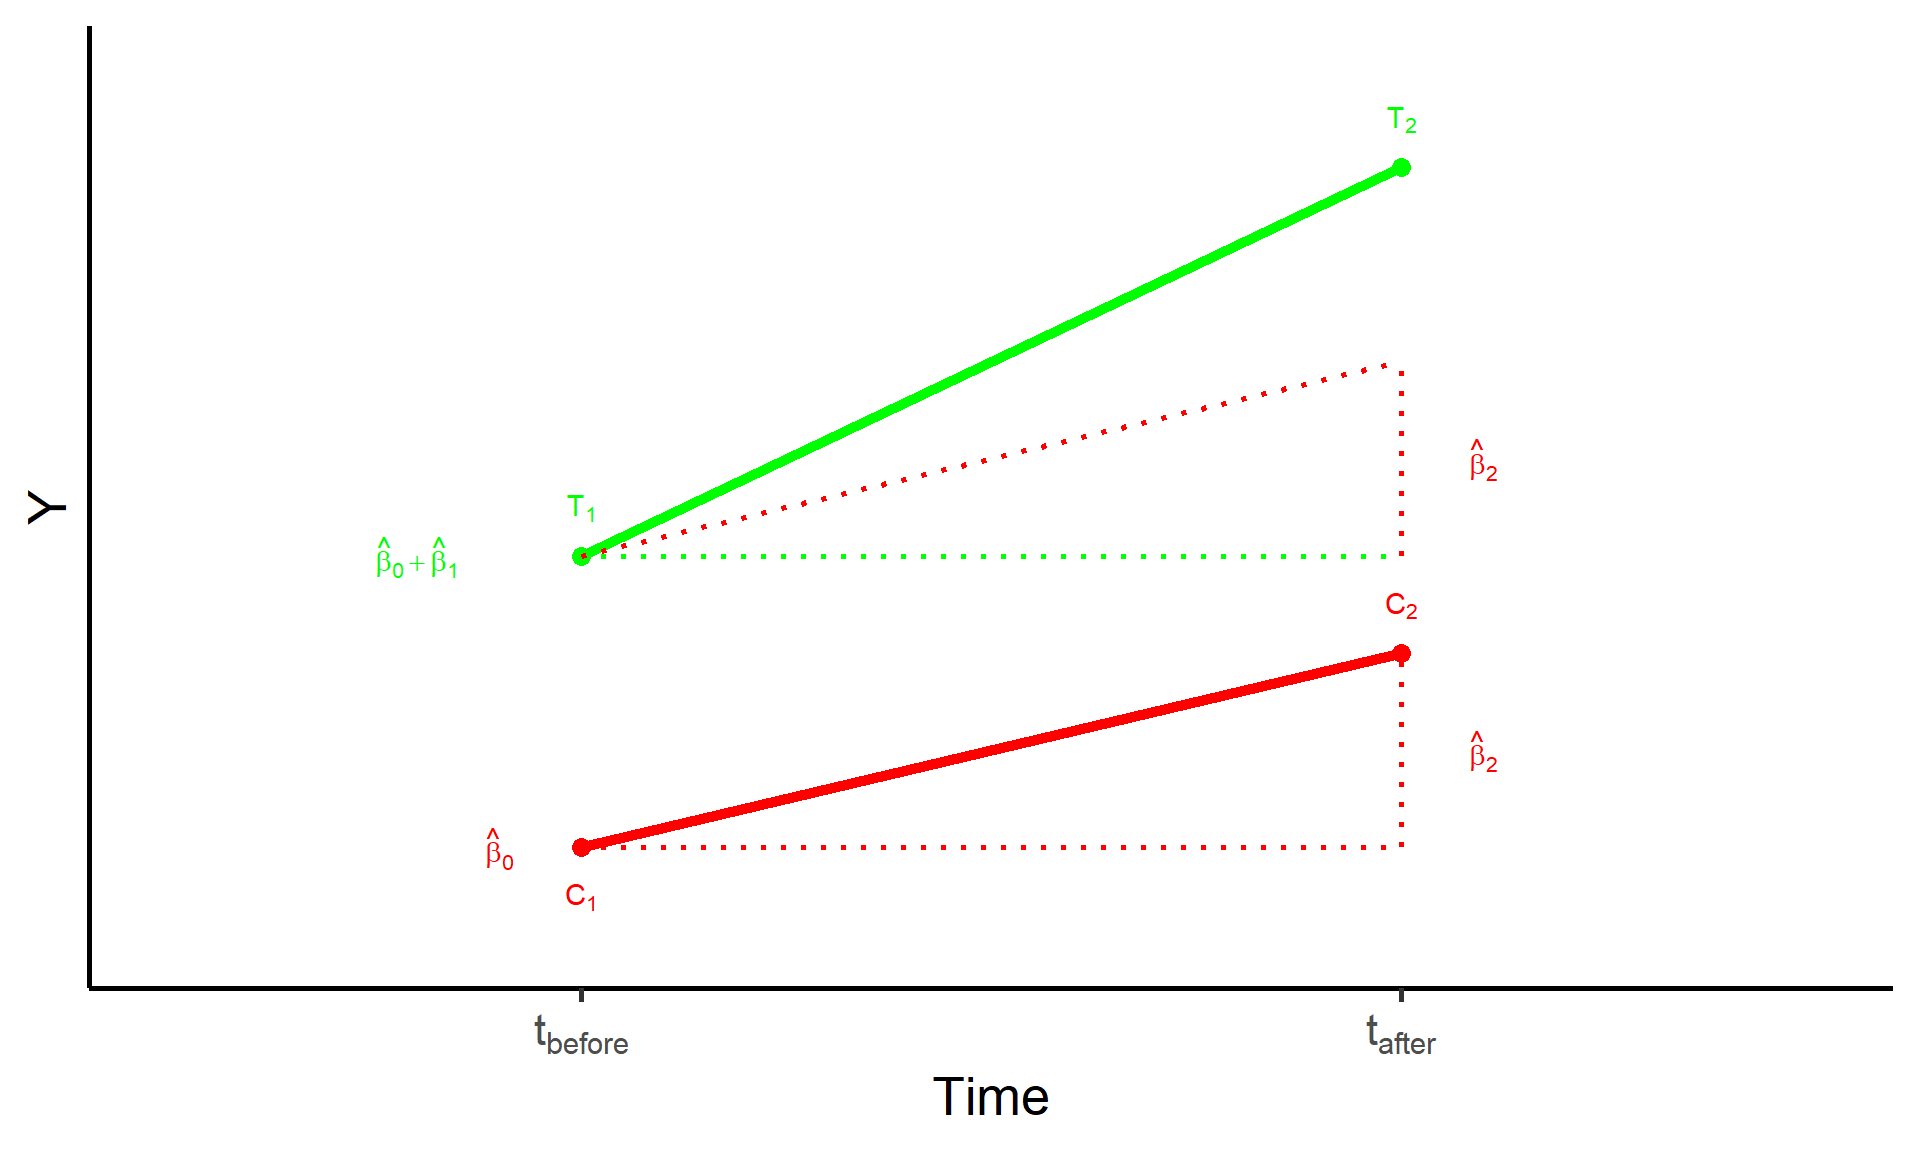 T₂
β̂₂
T₁
β̂₀ + β̂₁
C₂
β̂₂
β̂₀
C₁
Y
t_before
t_after
Time